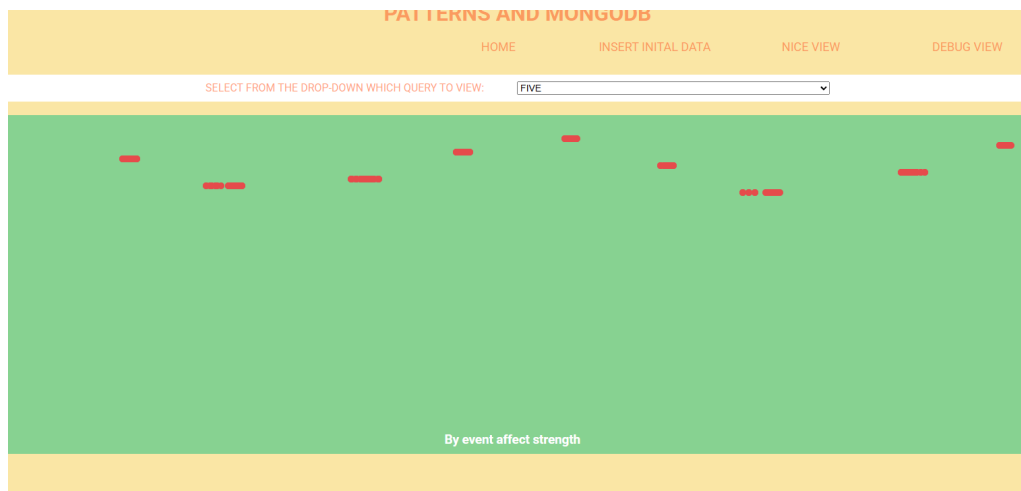 PATTERNS AND MONGODB
HOME INSERT INITAL DATA NICE VIEW DEBUG VIEW
SELECT FROM THE DROP-DOWN WHICH QUERY TO VIEW: FIVE
By event affect strength